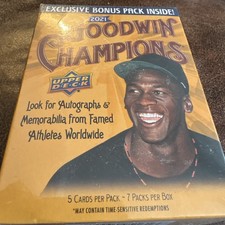 EXCLUSIVE BONUS PACK INSIDE!
2021
GOODWIN
CHAMPIONS
UPPER
DECK
Look for Autographs &
Memorabilia from Famed
Athletes Worldwide
5 CARDS PER PACK ~ 7 PACKS PER BOX
*MAY CONTAIN TIME-SENSITIVE REDEMPTIONS